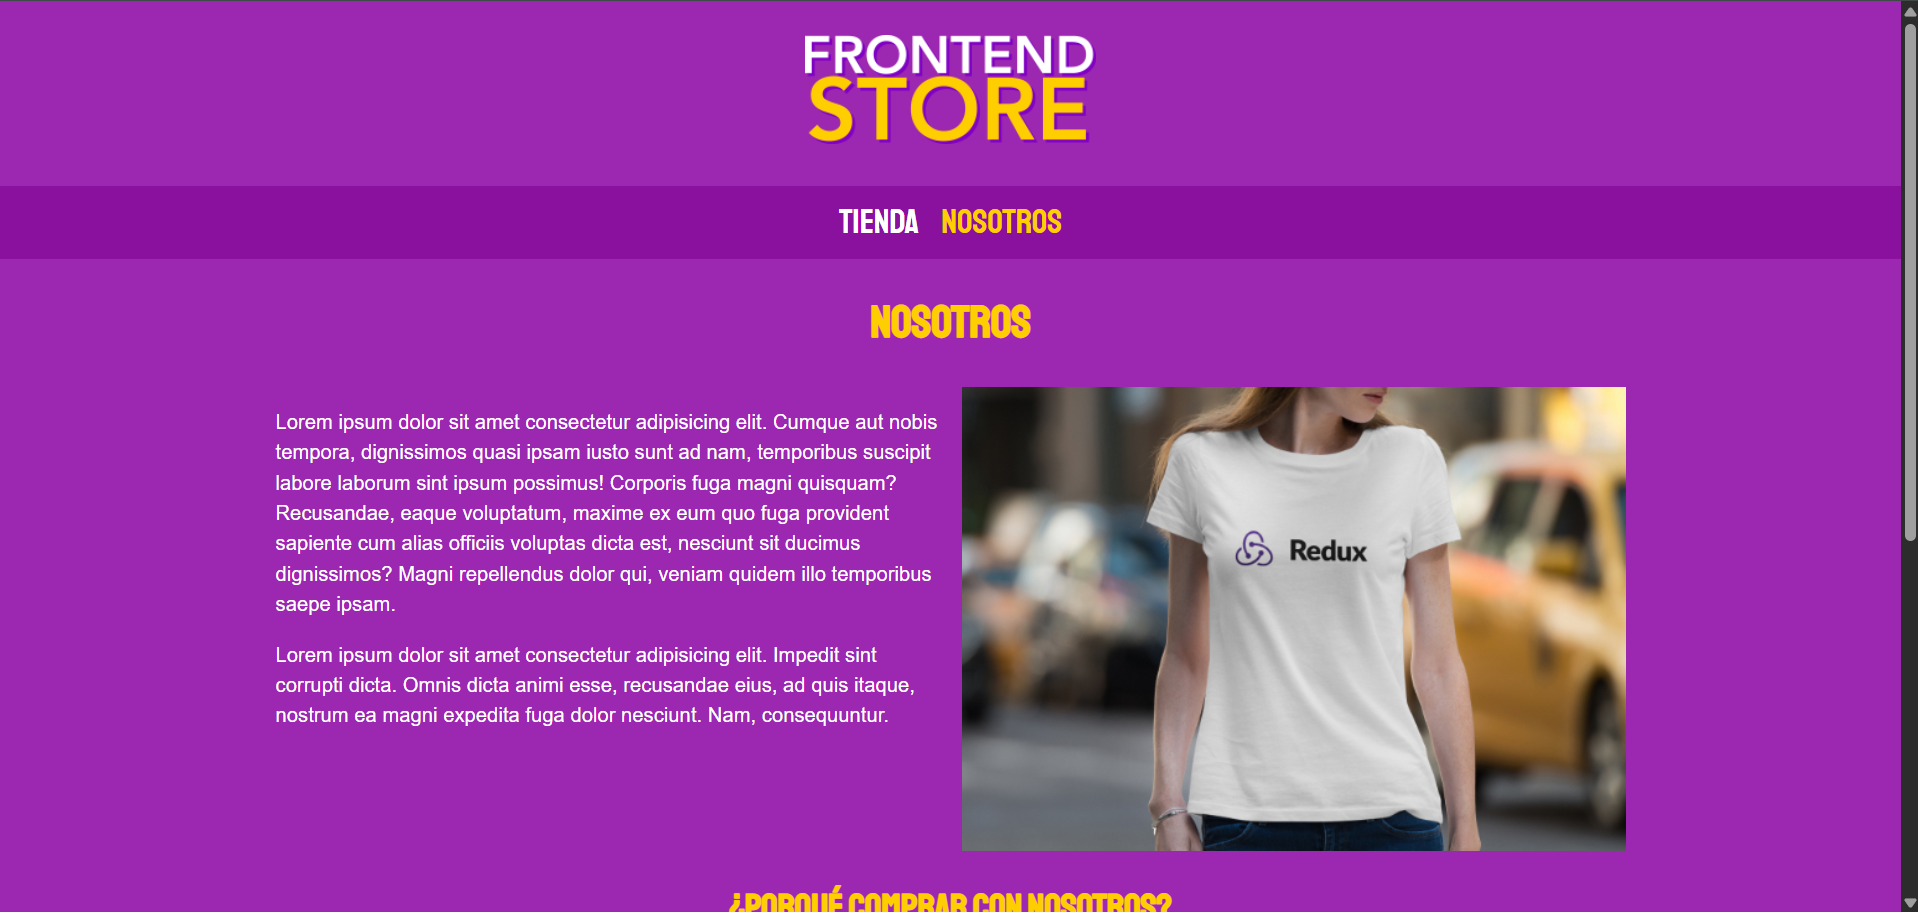 FRONTEND
STORE
TIENDA NOSOTROS
NOSOTROS
Lorem ipsum dolor sit amet consectetur adipisicing elit. Cumque aut nobis
tempora, dignissimos quasi ipsam iusto sunt ad nam, temporibus suscipit
labore laborum sint ipsum possimus! Corporis fuga magni quisquam?
Recusandae, eaque voluptatum, maxime ex eum quo fuga provident
sapiente cum alias officiis voluptas dicta est, nesciunt sit ducimus
dignissimos? Magni repellendus dolor qui, veniam quidem illo temporibus
saepe ipsam.
Lorem ipsum dolor sit amet consectetur adipisicing elit. Impedit sint
corrupti dicta. Omnis dicta animi esse, recusandae eius, ad quis itaque,
nostrum ea magni expedita fuga dolor nesciunt. Nam, consequuntur.
Redux
¿PORQUÉ COMPRAR CON NOSOTROS?